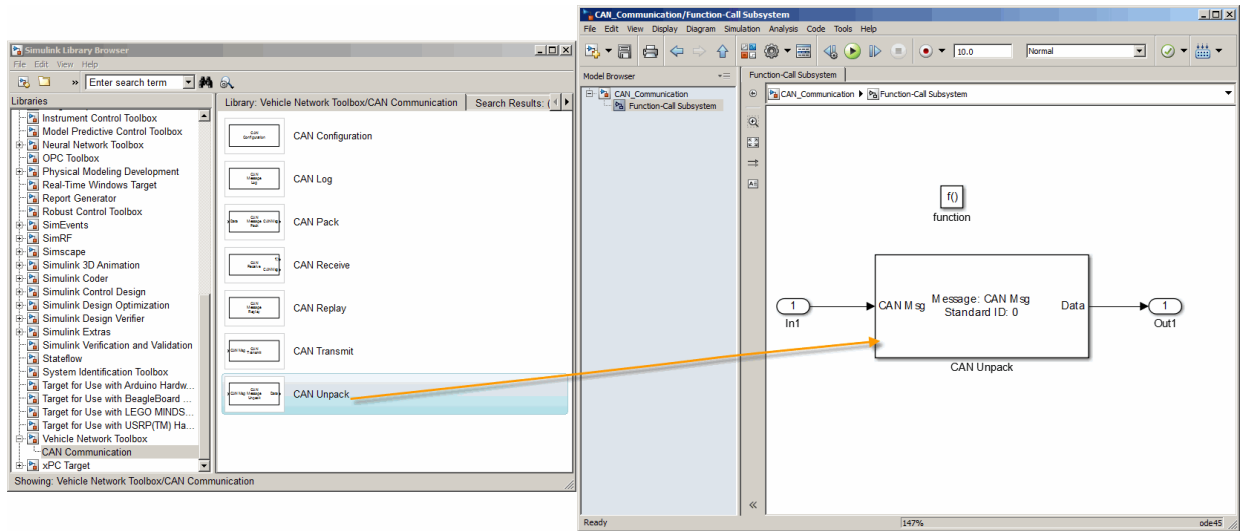 Simulink Library Browser
File Edit View Help
» Enter search term
Libraries
Instrument Control Toolbox
Model Predictive Control Toolbox
Neural Network Toolbox
OPC Toolbox
Physical Modeling Development
Real-Time Windows Target
Report Generator
Robust Control Toolbox
SimEvents
SimRF
Simscape
Simulink 3D Animation
Simulink Coder
Simulink Control Design
Simulink Design Optimization
Simulink Design Verifier
Simulink Extras
Simulink Verification and Validation
Stateflow
System Identification Toolbox
Target for Use with Arduino Hardw...
Target for Use with BeagleBoard ...
Target for Use with LEGO MINDS...
Target for Use with USRP(TM) Ha...
Vehicle Network Toolbox
CAN Communication
xPC Target
Library: Vehicle Network Toolbox/CAN Communication
Search Results: (
CAN Configuration
CAN Log
CAN Pack
CAN Receive
CAN Replay
CAN Transmit
CAN Unpack
Showing: Vehicle Network Toolbox/CAN Communication
CAN_Communication/Function-Call Subsystem
File Edit View Display Diagram Simulation Analysis Code Tools Help
10.0 Normal
Model Browser
CAN_Communication
Function-Call Subsystem
Function-Call Subsystem
CAN_Communication Function-Call Subsystem
f()
function
1
In1
CAN Msg
Message: CAN Msg
Standard ID: 0
Data
CAN Unpack
1
Out1
Ready 147% ode45